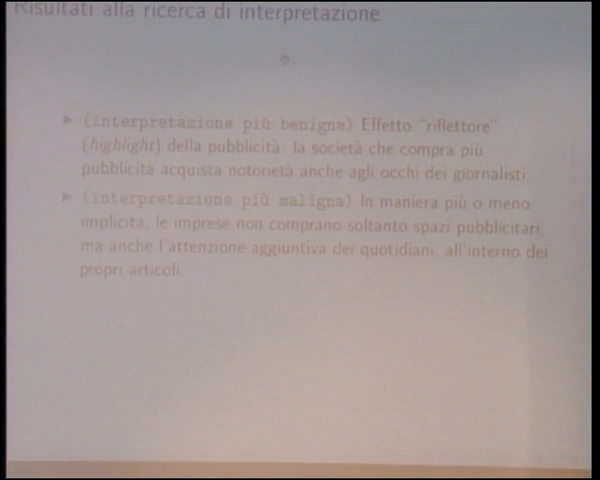 Risultati alla ricerca di interpretazione
▶ (interpretazione più benigna) Effetto "riflettore"
(highlight) della pubblicità: la società che compra più
pubblicità acquista notorietà anche agli occhi dei giornalisti
▶ (interpretazione più maligna) In maniera più o meno
implicita, le imprese non comprano soltanto spazi pubblicitari,
ma anche l'attenzione aggiuntiva dei quotidiani, all'interno dei
propri articoli.